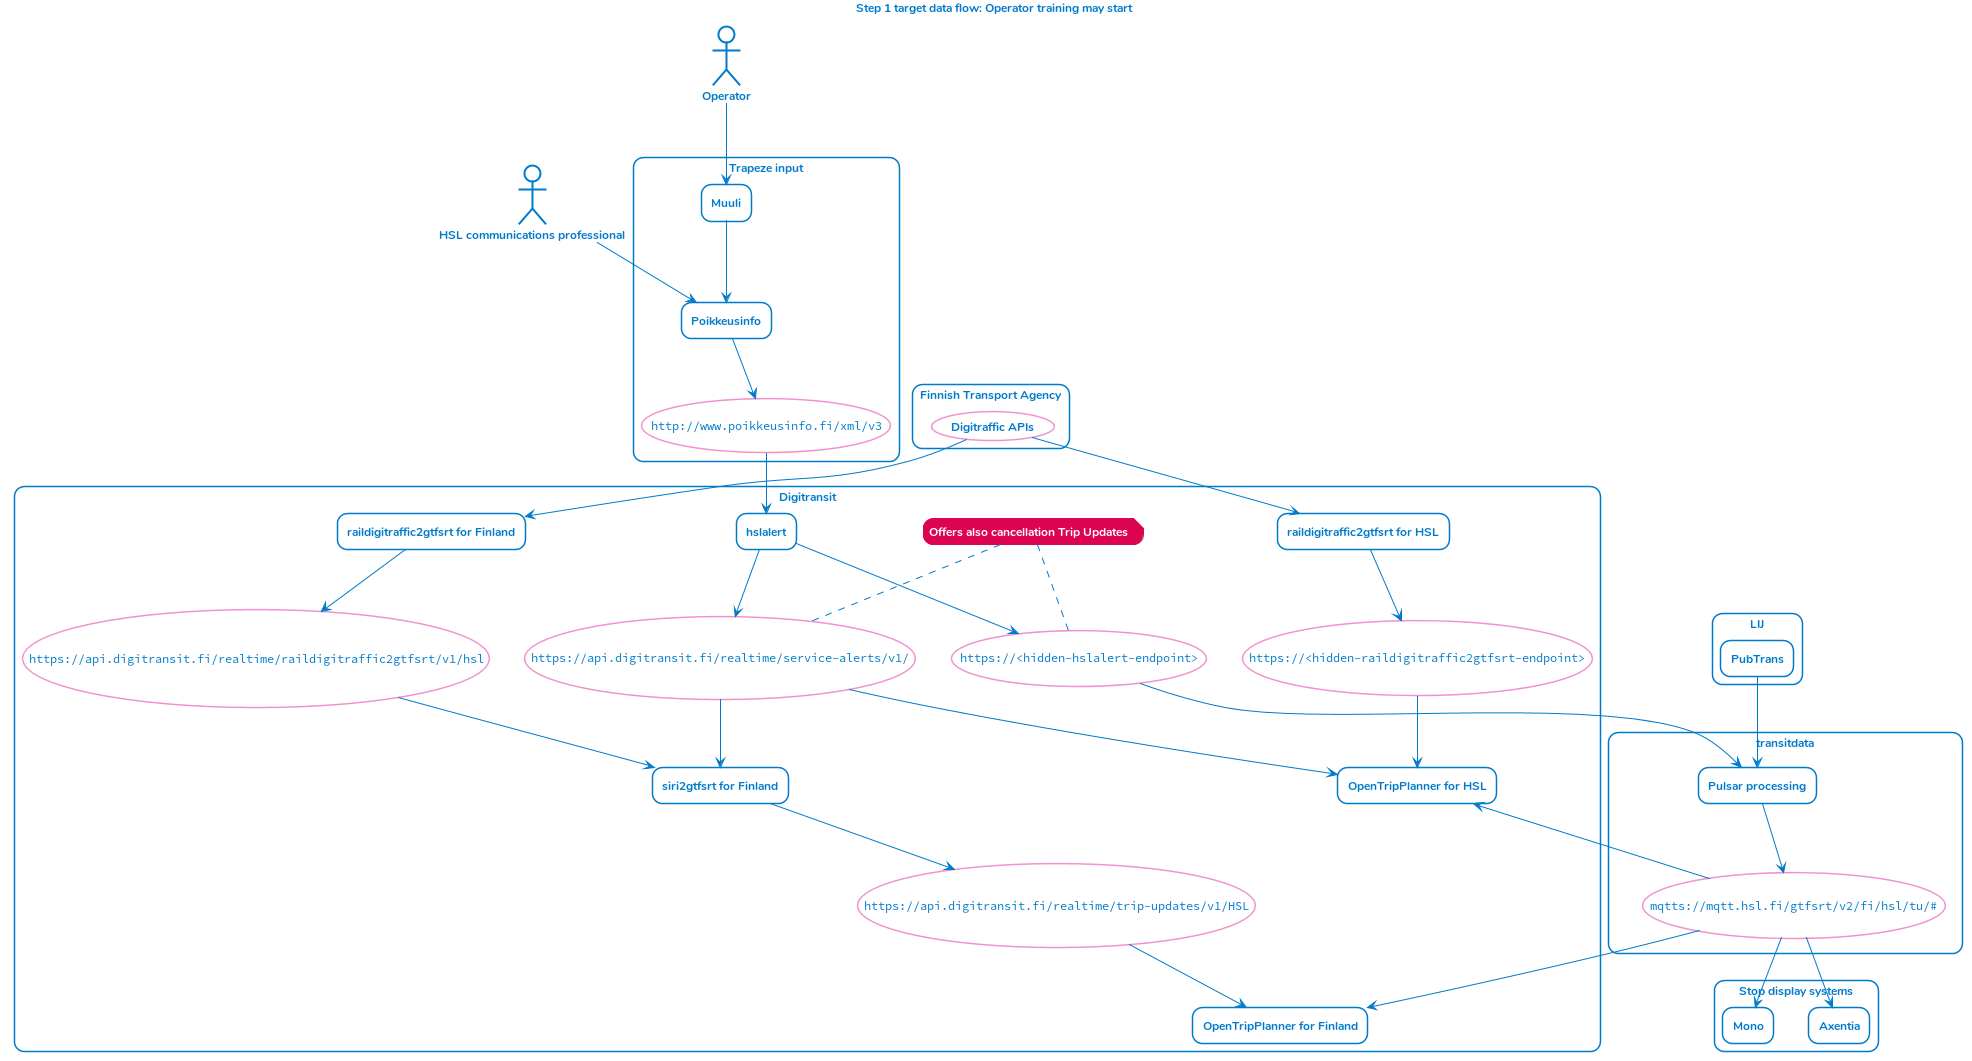 Step 1 target data flow: Operator training may start
Operator
Trapeze input
Muuli
HSL communications professional
Poikkeusinfo
Finnish Transport Agency
http://www.poikkeusinfo.fi/xml/v3
Digitraffic APIs
Digitransit
raildigitraffic2gtfsrt for Finland
hslalert
Offers also cancellation Trip Updates
raildigitraffic2gtfsrt for HSL
LIJ
https://api.digitransit.fi/realtime/raildigitraffic2gtfsrt/v1/hsl
https://api.digitransit.fi/realtime/service-alerts/v1/
https://<hidden-hslalert-endpoint>
https://<hidden-raildigitraffic2gtfsrt-endpoint>
PubTrans
transitdata
siri2gtfsrt for Finland
OpenTripPlanner for HSL
Pulsar processing
https://api.digitransit.fi/realtime/trip-updates/v1/HSL
mqtts://mqtt.hsl.fi/gtfsrt/v2/fi/hsl/tu/#
Stop display systems
OpenTripPlanner for Finland
Mono
Axentia